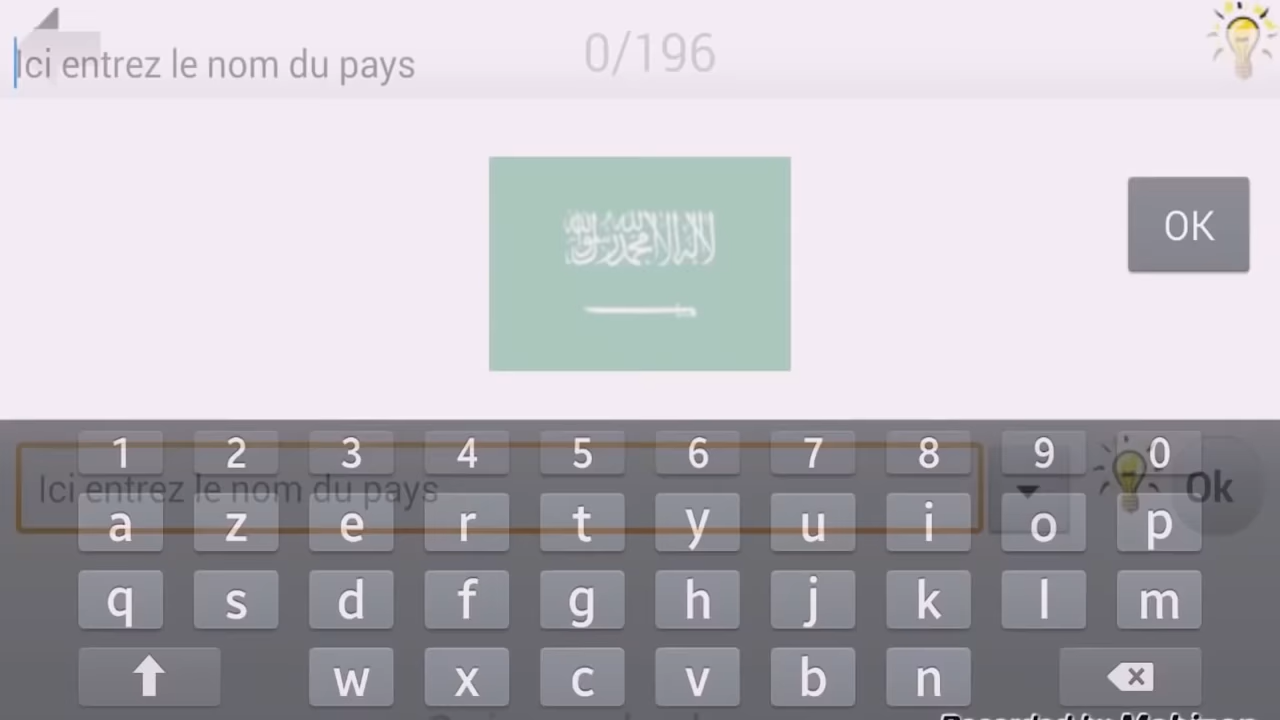 Ici entrez le nom du pays
0/196
لا إله إلا الله محمد رسول الله
OK
1 2 3 4 5 6 7 8 9 0
Ici entrez le nom du pays
Ok
a z e r t y u i o p
q s d f g h j k l m
w x c v b n